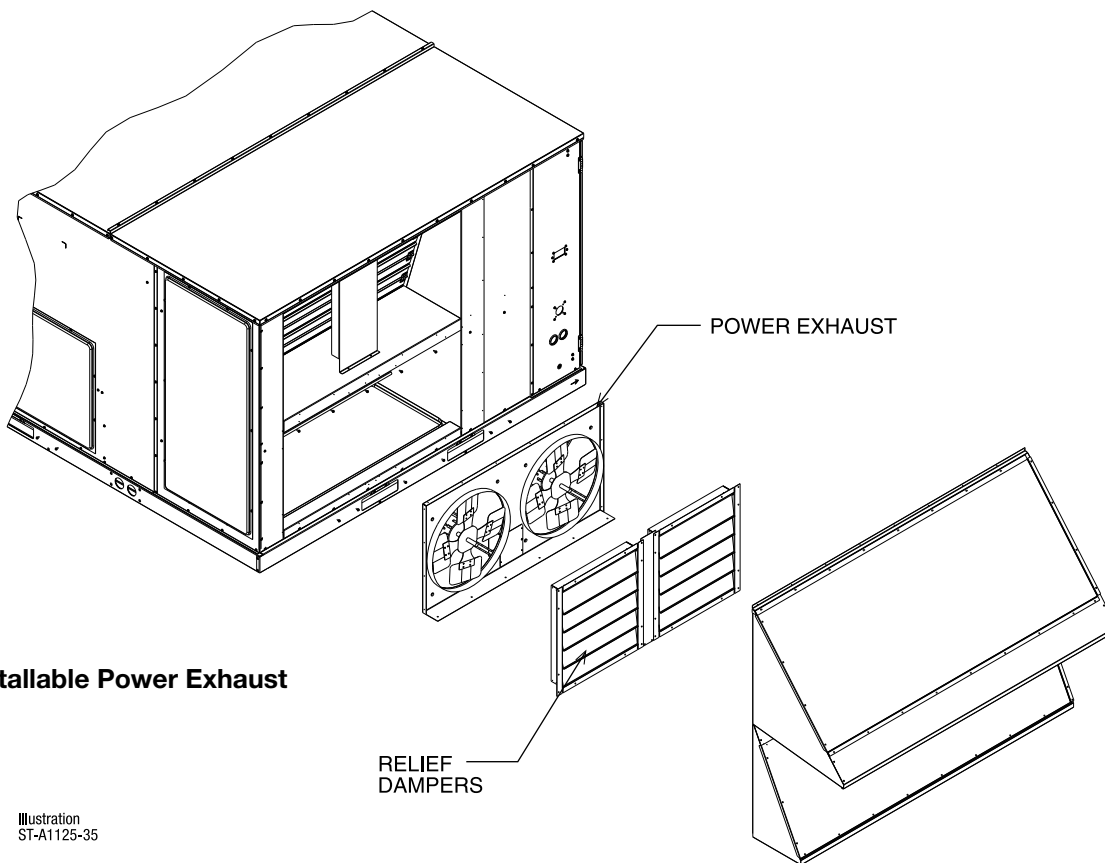 POWER EXHAUST
tallable Power Exhaust
RELIEF
DAMPERS
Illustration
ST-A1125-35